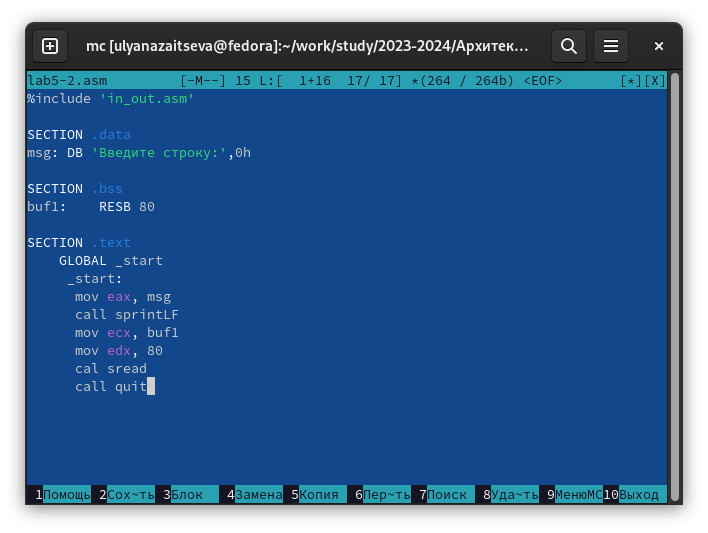 mc [ulyanazaitseva@fedora]:~/work/study/2023-2024/Архитек…
lab5-2.asm [-M--] 15 L:[ 1+16 17/ 17] *(264 / 264b) <EOF> [*][X]
%include 'in_out.asm'
SECTION .data
msg: DB 'Введите строку:',0h
SECTION .bss
buf1: RESB 80
SECTION .text
GLOBAL _start
_start:
mov eax, msg
call sprintLF
mov ecx, buf1
mov edx, 80
cal sread
call quit
1Помощь 2Сох~ть 3Блок 4Замена 5Копия 6Пер~ть 7Поиск 8Уда~ть 9МенюМС 10Выход